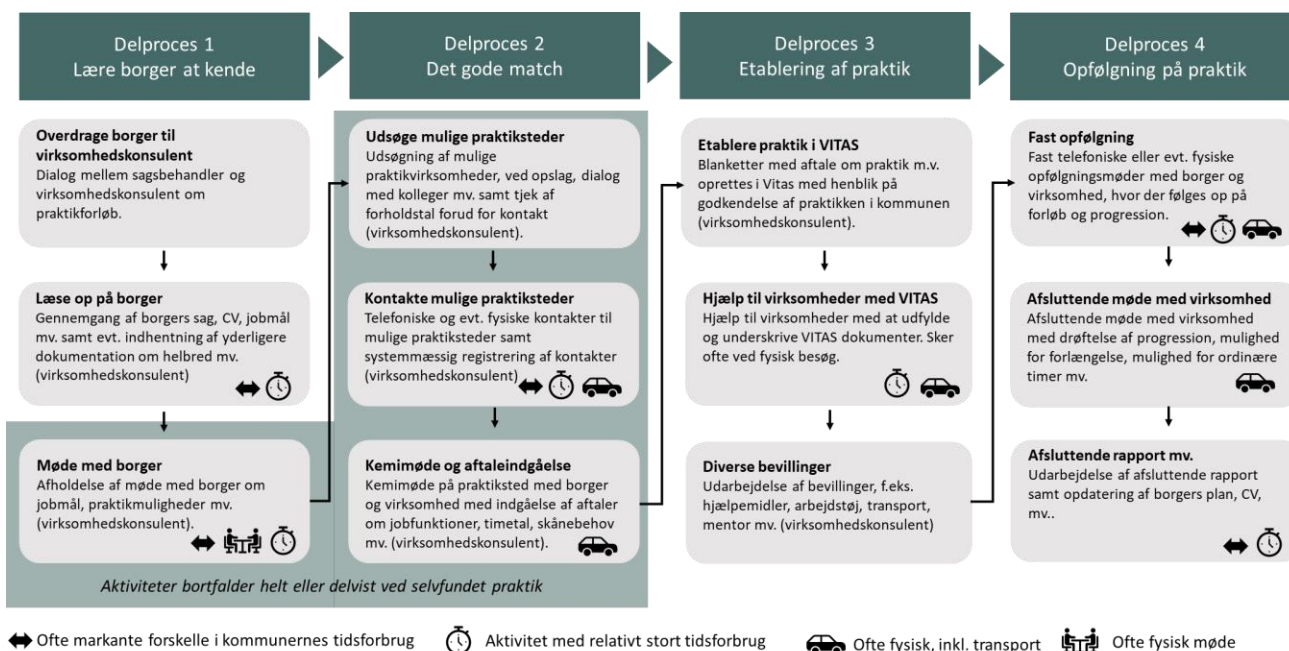 Delproces 1
Lære borger at kende
Delproces 2
Det gode match
Delproces 3
Etablering af praktik
Delproces 4
Opfølgning på praktik
Overdrage borger til
virksomhedskonsulent
Dialog mellem sagsbehandler og
virksomhedskonsulent om
praktikforløb.
Læse op på borger
Gennemgang af borgers sag, CV, jobmål
mv. samt evt. indhentning af yderligere
dokumentation om helbred mv.
(virksomhedskonsulent)
Møde med borger
Afholdelse af møde med borger om
jobmål, praktikmuligheder mv.
(virksomhedskonsulent).
Udsøge mulige praktiksteder
Udsøgning af mulige
praktikvirksomheder, ved opslag, dialog
med kolleger mv. samt tjek af
forholdstal forud for kontakt
(virksomhedskonsulent).
Kontakte mulige praktiksteder
Telefoniske og evt. fysiske kontakter til
mulige praktiksteder samt
systemmæssig registrering af kontakter
(virksomhedskonsulent)
Kemimøde og aftaleindgåelse
Kemimøde på praktiksted med borger
og virksomhed med indgåelse af aftaler
om jobfunktioner, timetal, skånebehov
mv. (virksomhedskonsulent).
Aktiviteter bortfalder helt eller delvist ved selvfundet praktik
Etablere praktik i VITAS
Blanketter med aftale om praktik m.v.
oprettes i Vitas med henblik på
godkendelse af praktikken i kommunen
(virksomhedskonsulent).
Hjælp til virksomheder med VITAS
Hjælp til virksomheder med at udfylde
og underskrive VITAS dokumenter. Sker
ofte ved fysisk besøg.
Diverse bevillinger
Udarbejdelse af bevillinger, f.eks.
hjælpemidler, arbejdstøj, transport,
mentor mv. (virksomhedskonsulent)
Fast opfølgning
Fast telefoniske eller evt. fysiske
opfølgningsmøder med borger og
virksomhed, hvor der følges op på
forløb og progression.
Afsluttende møde med virksomhed
Afsluttende møde med virksomhed
med drøftelse af progression, mulighed
for forlængelse, mulighed for ordinære
timer mv.
Afsluttende rapport mv.
Udarbejdelse af afsluttende rapport
samt opdatering af borgers plan, CV,
mv..
Ofte markante forskelle i kommunernes tidsforbrug
Aktivitet med relativt stort tidsforbrug
Ofte fysisk, inkl. transport
Ofte fysisk møde